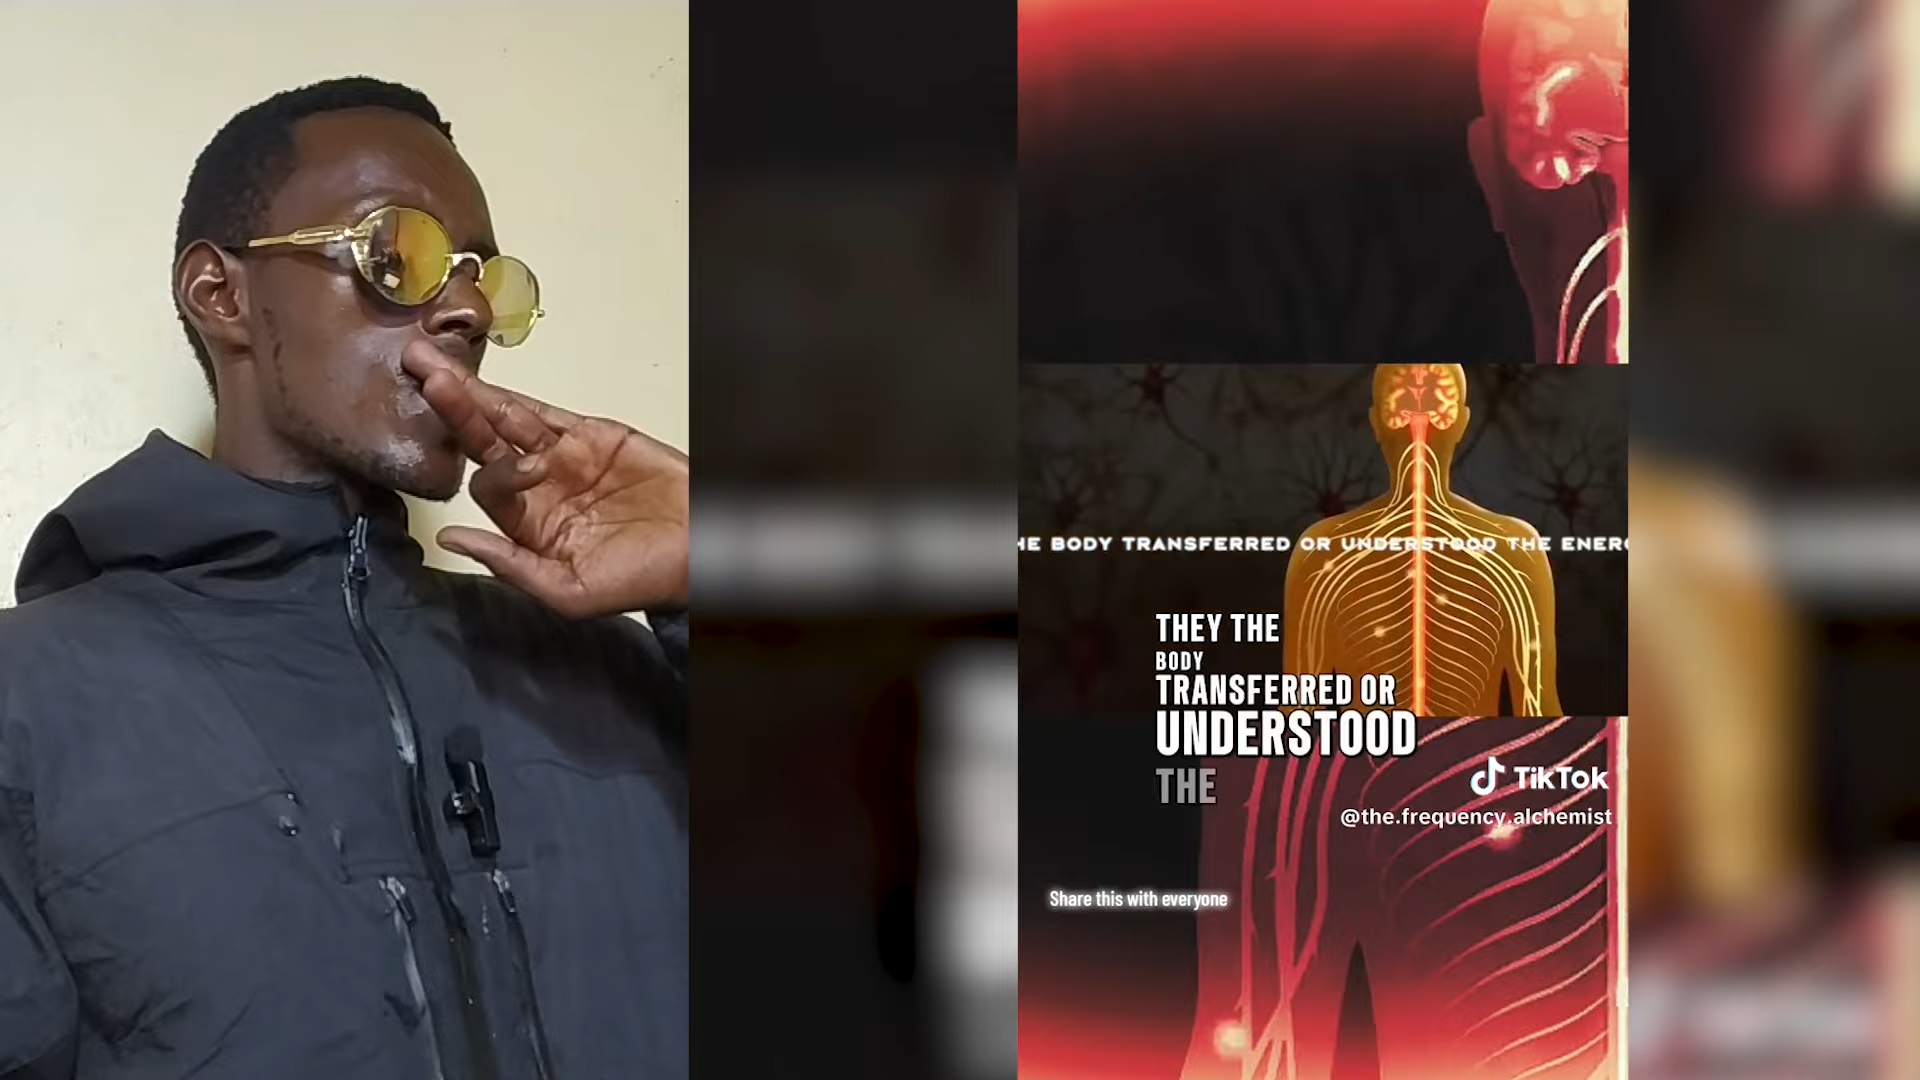 HE BODY TRANSFERRED OR UNDERSTOOD THE ENERG
THEY THE
BODY
TRANSFERRED OR
UNDERSTOOD
THE
TikTok
@the.frequency.alchemist
Share this with everyone